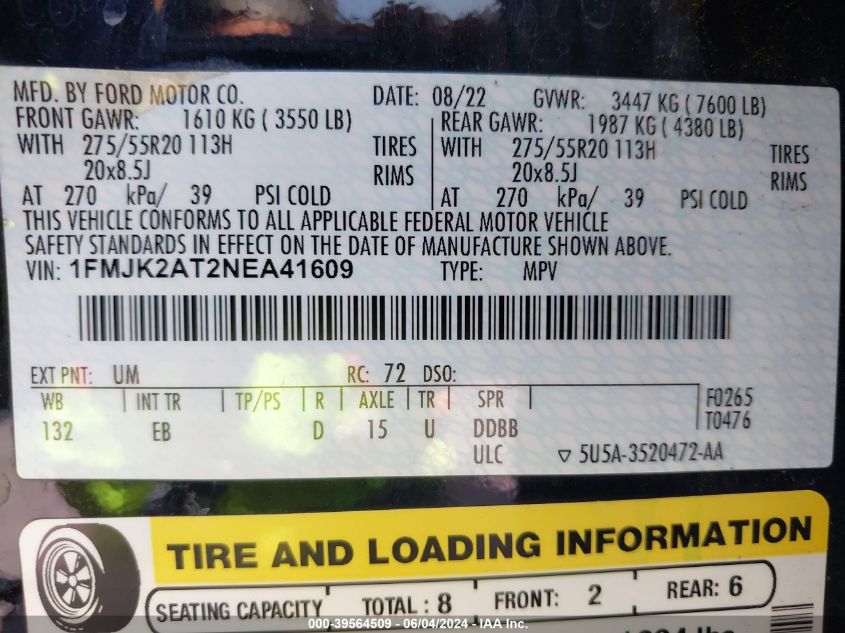 MFD. BY FORD MOTOR CO. DATE: 08/22 GVWR: 3447 KG ( 7600 LB)
FRONT GAWR: 1610 KG ( 3550 LB) REAR GAWR: 1987 KG ( 4380 LB)
WITH 275/55R20 113H TIRES WITH 275/55R20 113H TIRES
20x8.5J RIMS 20x8.5J RIMS
AT 270 kPa/ 39 PSI COLD AT 270 kPa/ 39 PSI COLD
THIS VEHICLE CONFORMS TO ALL APPLICABLE FEDERAL MOTOR VEHICLE
SAFETY STANDARDS IN EFFECT ON THE DATE OF MANUFACTURE SHOWN ABOVE.
VIN: 1FMJK2AT2NEA41609 TYPE: MPV
EXT PNT: UM RC: 72 DSO:
WB INT TR TP/PS R AXLE TR SPR F0265
132 EB D 15 U DDBB T0476
ULC ▽ 5U5A-3520472-AA
TIRE AND LOADING INFORMATION
SEATING CAPACITY TOTAL : 8 FRONT: 2 REAR: 6
000-39564509 - 06/04/2024 - IAA Inc.